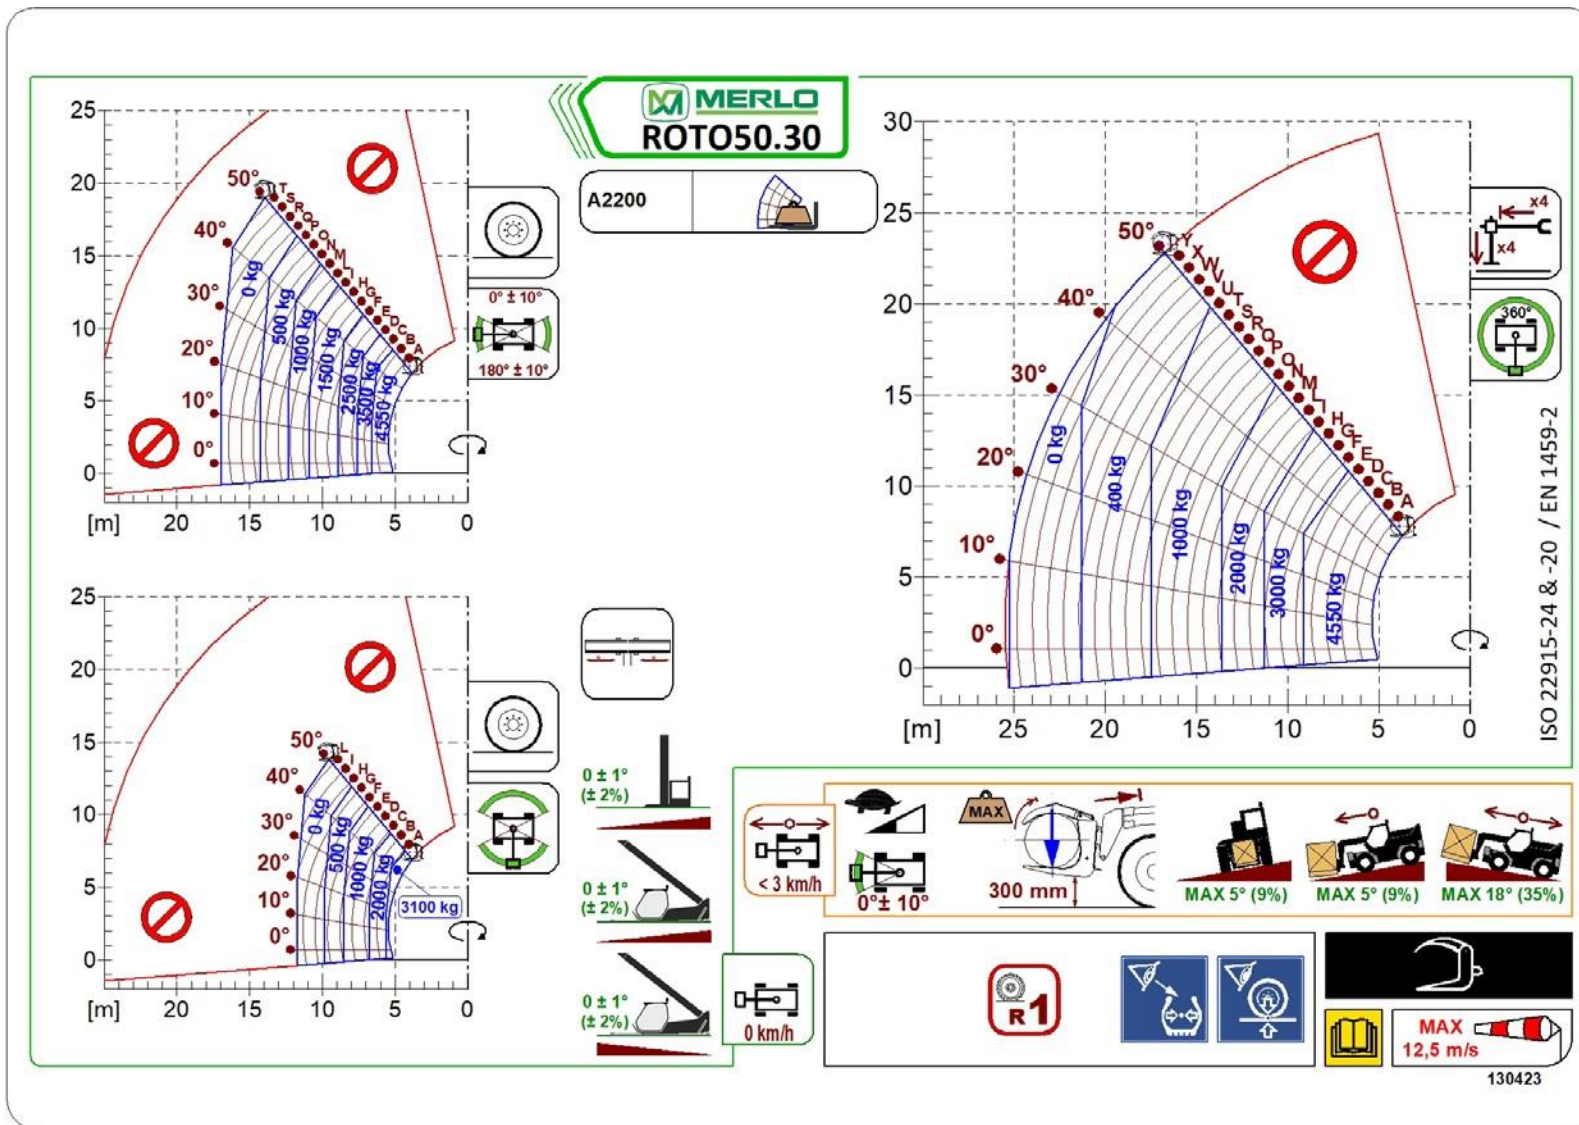 MERLO
ROTO50.30
A2200
25
20
15
10
5
0
50°
40°
30°
20°
10°
0°
T
S
R
Q
P
O
N
M
L
I
H
G
F
E
D
C
B
A
0 kg
500 kg
1000 kg
1500 kg
2500 kg
3500 kg
4550 kg
[m] 20 15 10 5 0
0° ± 10°
180° ± 10°
30
25
20
15
10
5
0
50°
40°
30°
20°
10°
0°
Y
X
W
V
U
T
S
R
Q
P
O
N
M
L
I
H
G
F
E
D
C
B
A
0 kg
400 kg
1000 kg
2000 kg
3000 kg
4550 kg
[m] 25 20 15 10 5 0
x4
x4
360°
ISO 22915-24 & -20 / EN 1459-2
25
20
15
10
5
0
50°
40°
30°
20°
10°
0°
L
I
H
G
F
E
D
C
B
A
0 kg
500 kg
1000 kg
2000 kg
3100 kg
[m] 20 15 10 5 0
0 ± 1°
(± 2%)
0 ± 1°
(± 2%)
0 ± 1°
(± 2%)
0 km/h
< 3 km/h
0°± 10°
MAX
300 mm
MAX 5° (9%)
MAX 5° (9%)
MAX 18° (35%)
R 1
MAX
12,5 m/s
130423